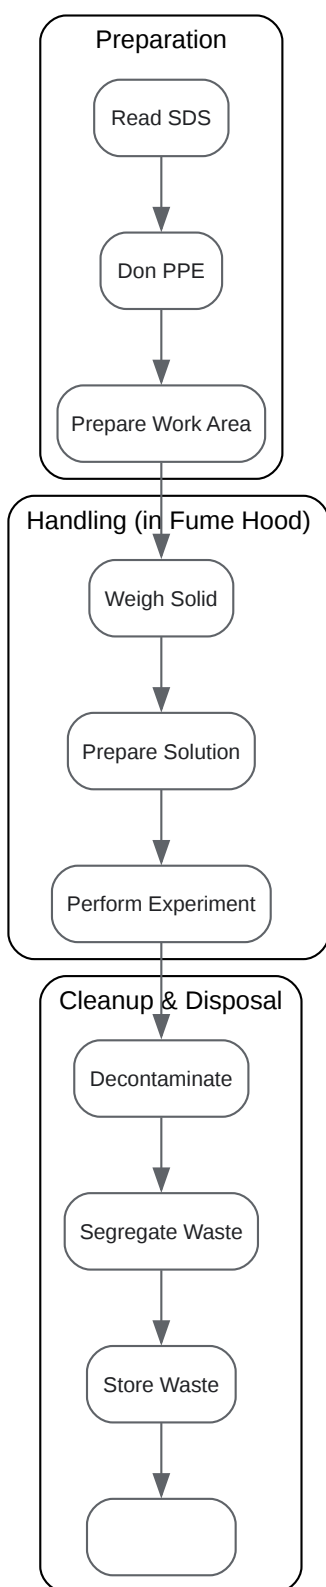 Preparation
Read SDS
Don PPE
Prepare Work Area
Handling (in Fume Hood)
Weigh Solid
Prepare Solution
Perform Experiment
Cleanup & Disposal
Decontaminate
Segregate Waste
Store Waste